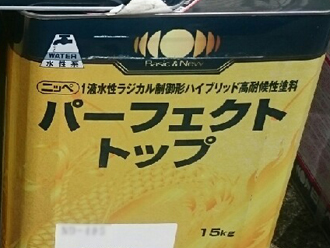 WATER
水性系
Basic & New
ニッペ 1液水性ラジカル制御形ハイブリッド高耐候性塗料
パーフェクト
トップ
15kg